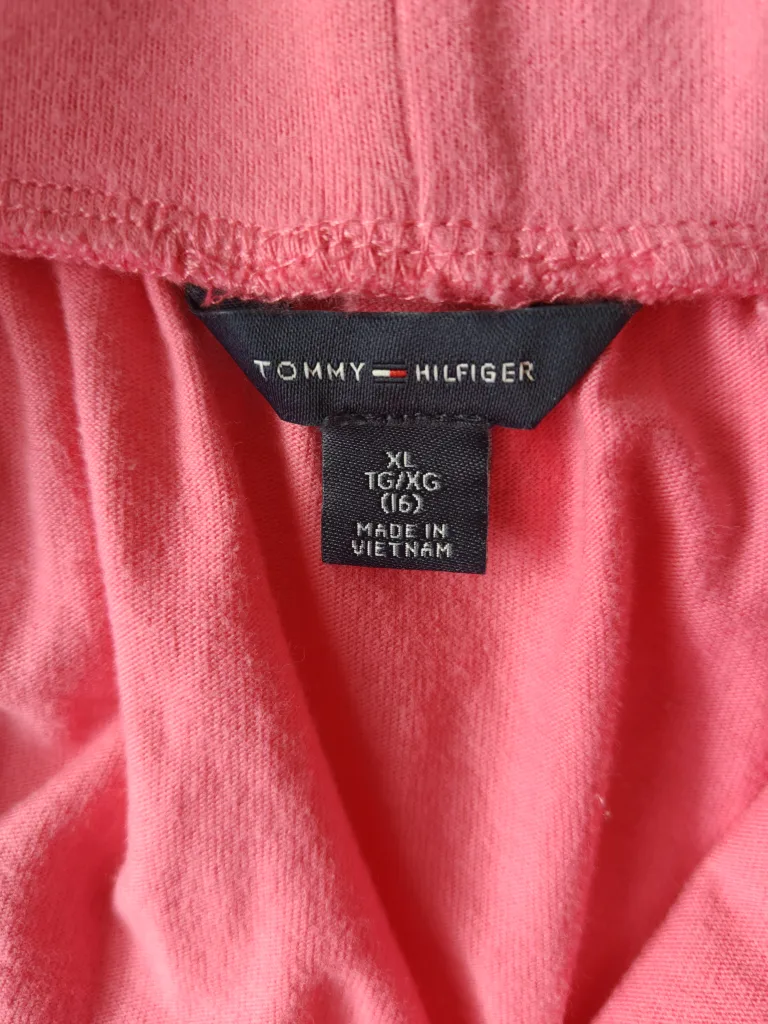 TOMMY HILFIGER
XL
TG/XG
(16)
MADE IN
VIETNAM